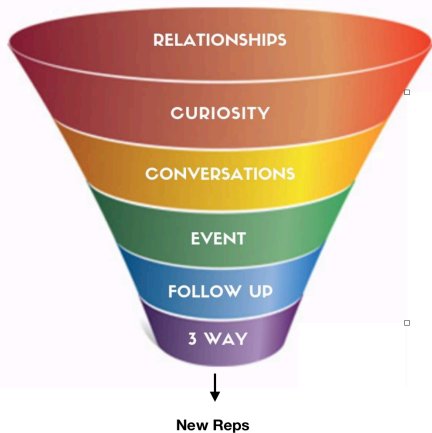 RELATIONSHIPS
CURIOSITY
CONVERSATIONS
EVENT
FOLLOW UP
3 WAY
New Reps